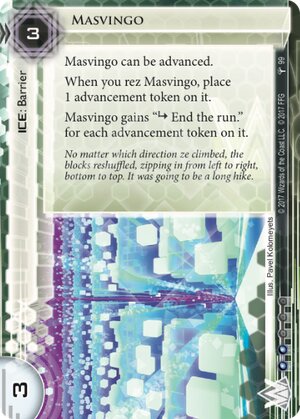 3
MASVINGO
ICE: Barrier
Masvingo can be advanced.
When you rez Masvingo, place
1 advancement token on it.
Masvingo gains “↳ End the run.”
for each advancement token on it.
No matter which direction ze climbed, the
blocks reshuffled, zipping in from left to right,
bottom to top. It was going to be a long hike.
Illus. Pavel Kolomeyets
© 2017 Wizards of the Coast LLC. © 2017 FFG
99
3